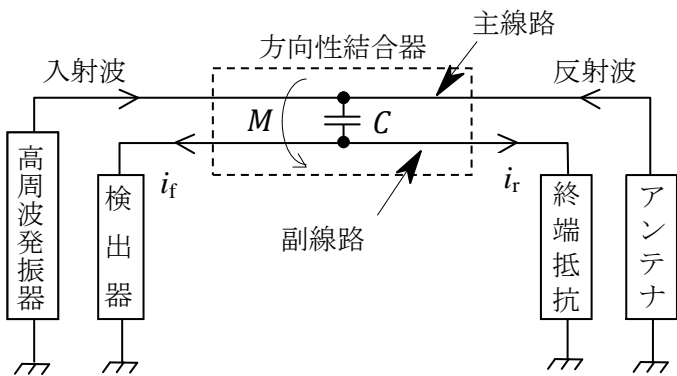 方向性結合器
主線路
入射波
反射波
M
C
i_f
i_r
副線路
高周波発振器
検出器
終端抵抗
アンテナ